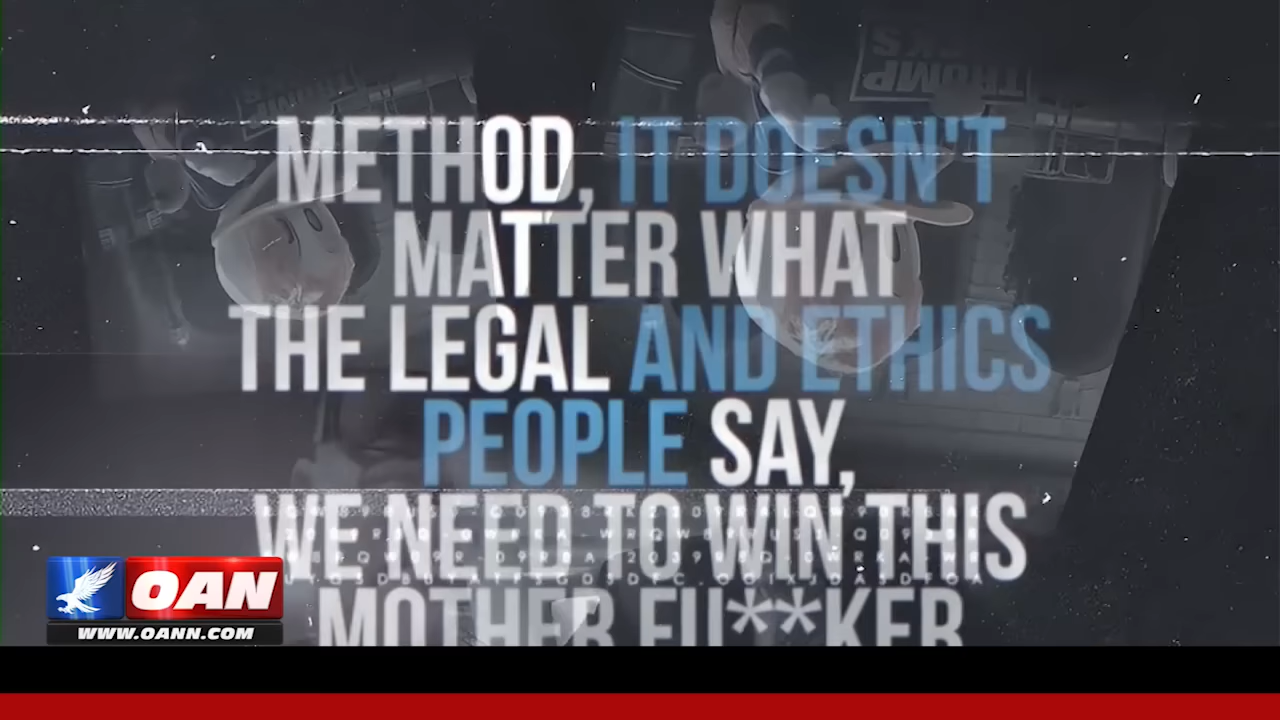 METHOD, IT DOESN'T
MATTER WHAT
THE LEGAL AND ETHICS
PEOPLE SAY,
WE NEED TO WIN THIS
MOTHER FU**KER
OAN
WWW.OANN.COM